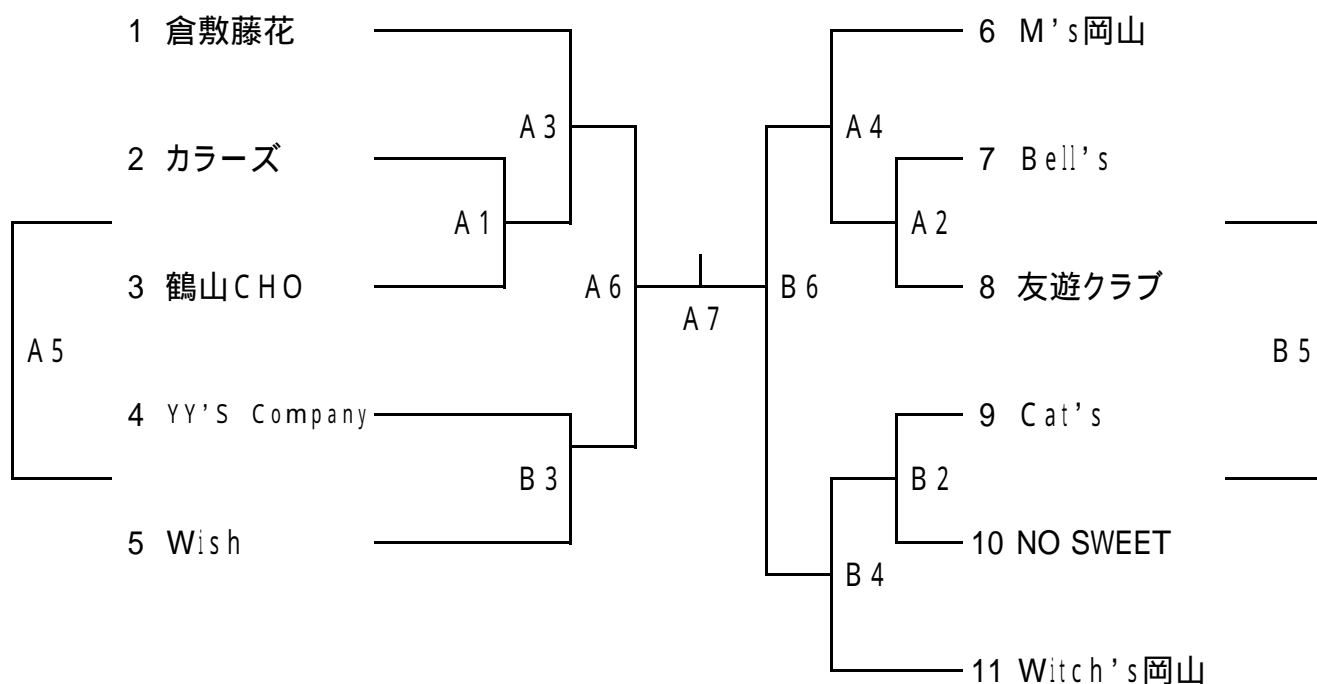 1 倉敷藤花
2 カラーズ
3 鶴山CHO
4 YY'S Company
5 Wish
A3
A1
A6
A5
B3
A7
6 M's岡山
7 Bell's
8 友遊クラブ
9 Cat's
10 NO SWEET
11 Witch's岡山
A4
A2
B6
B5
B2
B4